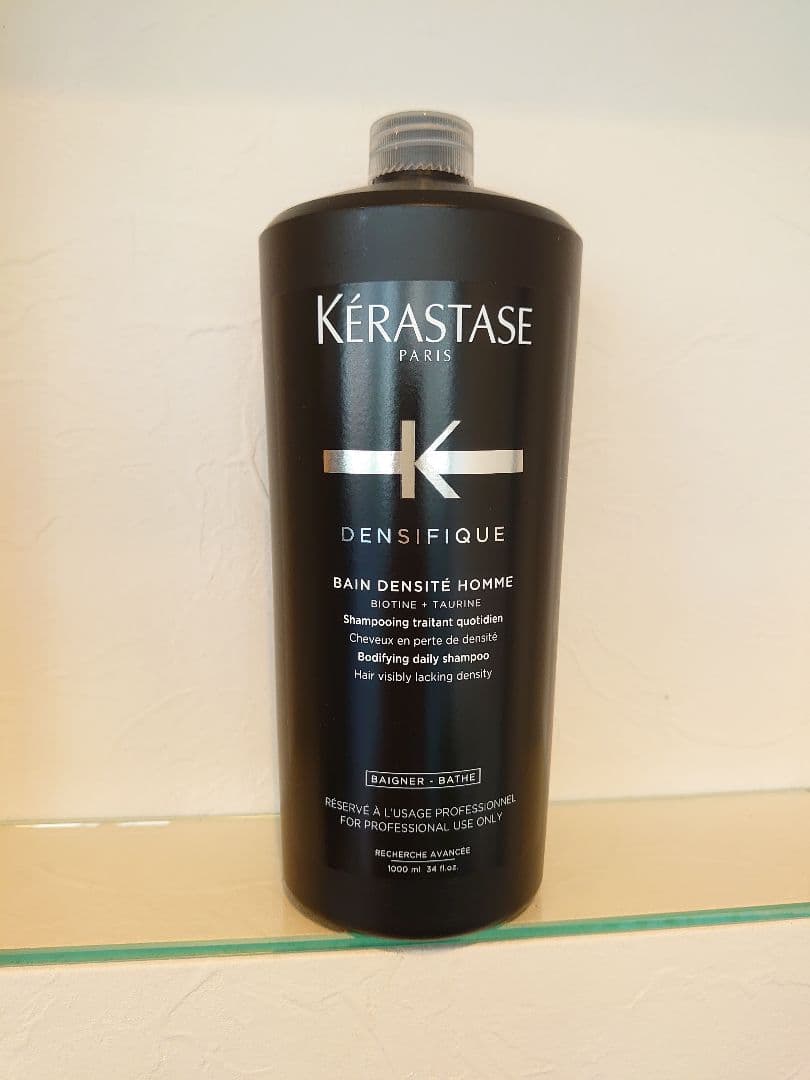 KÉRASTASE
PARIS
K
DENSIFIQUE
BAIN DENSITÉ HOMME
BIOTINE + TAURINE
Shampooing traitant quotidien
Cheveux en perte de densité
Bodifying daily shampoo
Hair visibly lacking density
BAIGNER - BATHE
RÉSERVÉ À L'USAGE PROFESSIONNEL
FOR PROFESSIONAL USE ONLY
RECHERCHE AVANCÉE
1000 ml 34 fl.oz.